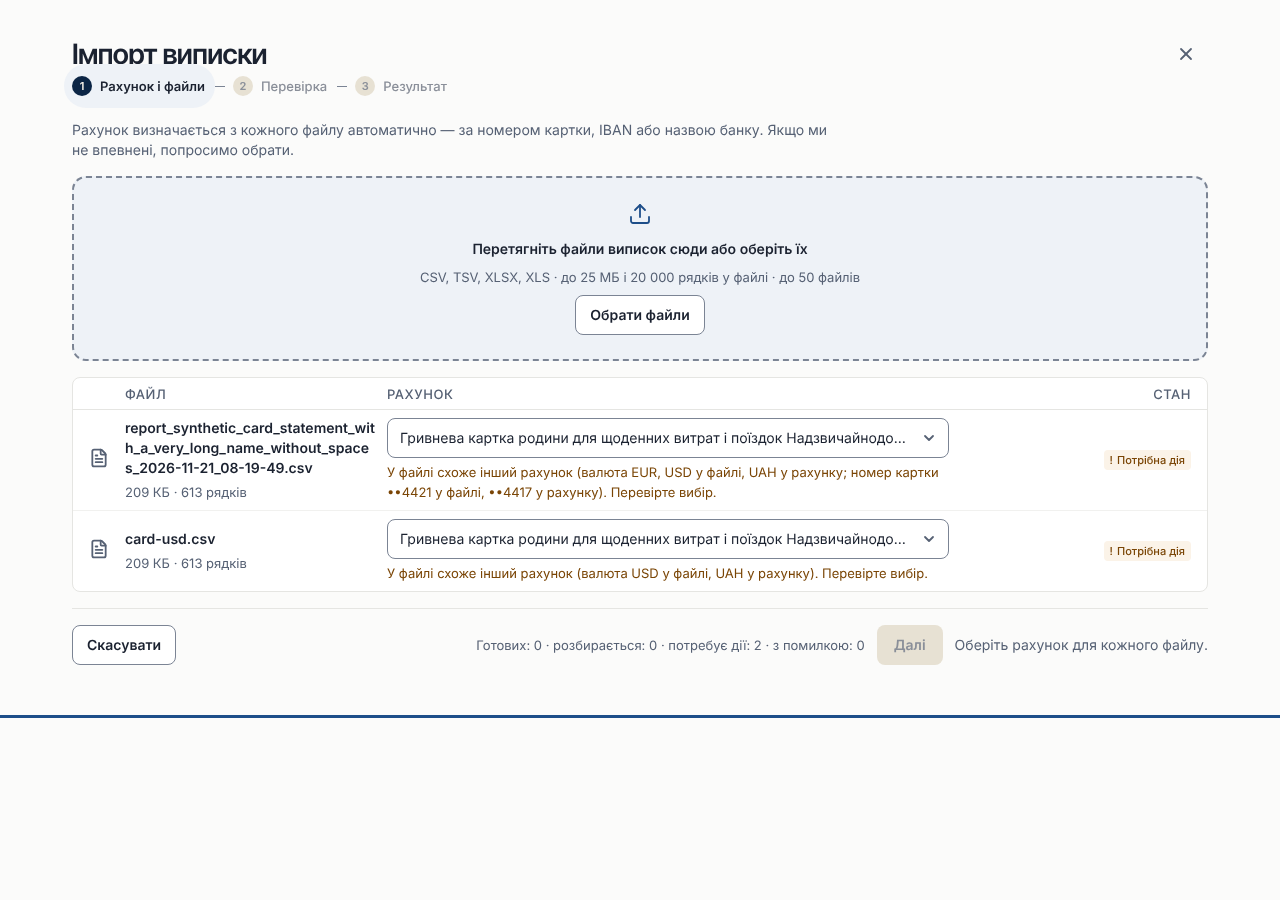 Імпорт виписки
1 Рахунок і файли — 2 Перевірка — 3 Результат
Рахунок визначається з кожного файлу автоматично — за номером картки, IBAN або назвою банку. Якщо ми
не впевнені, попросимо обрати.
Перетягніть файли виписок сюди або оберіть їх
CSV, TSV, XLSX, XLS · до 25 МБ і 20 000 рядків у файлі · до 50 файлів
Обрати файли
ФАЙЛ РАХУНОК СТАН
report_synthetic_card_statement_wit
h_a_very_long_name_without_space
s_2026-11-21_08-19-49.csv
209 КБ · 613 рядків
Гривнева картка родини для щоденних витрат і поїздок Надзвичайнодо...
У файлі схоже інший рахунок (валюта EUR, USD у файлі, UAH у рахунку; номер картки
••4421 у файлі, ••4417 у рахунку). Перевірте вибір.
! Потрібна дія
card-usd.csv
209 КБ · 613 рядків
Гривнева картка родини для щоденних витрат і поїздок Надзвичайнодо...
У файлі схоже інший рахунок (валюта USD у файлі, UAH у рахунку). Перевірте вибір.
! Потрібна дія
Скасувати
Готових: 0 · розбирається: 0 · потребує дії: 2 · з помилкою: 0
Далі
Оберіть рахунок для кожного файлу.